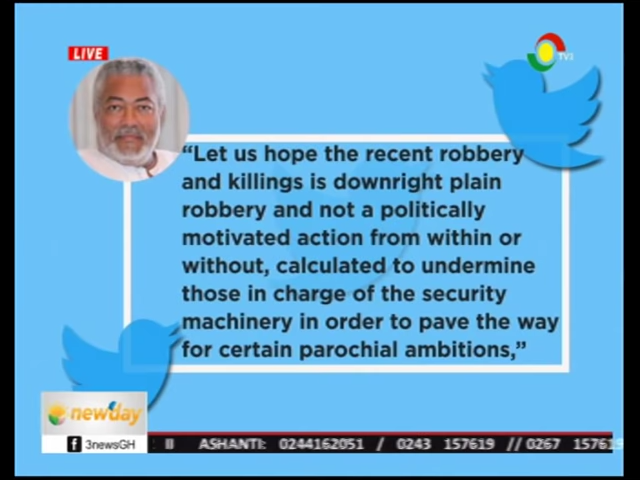 LIVE
TV3
“Let us hope the recent robbery
and killings is downright plain
robbery and not a politically
motivated action from within or
without, calculated to undermine
those in charge of the security
machinery in order to pave the way
for certain parochial ambitions,”
newday
f 3newsGH
II ASHANTI: 0244162051 / 0243 157619 // 0267 157619